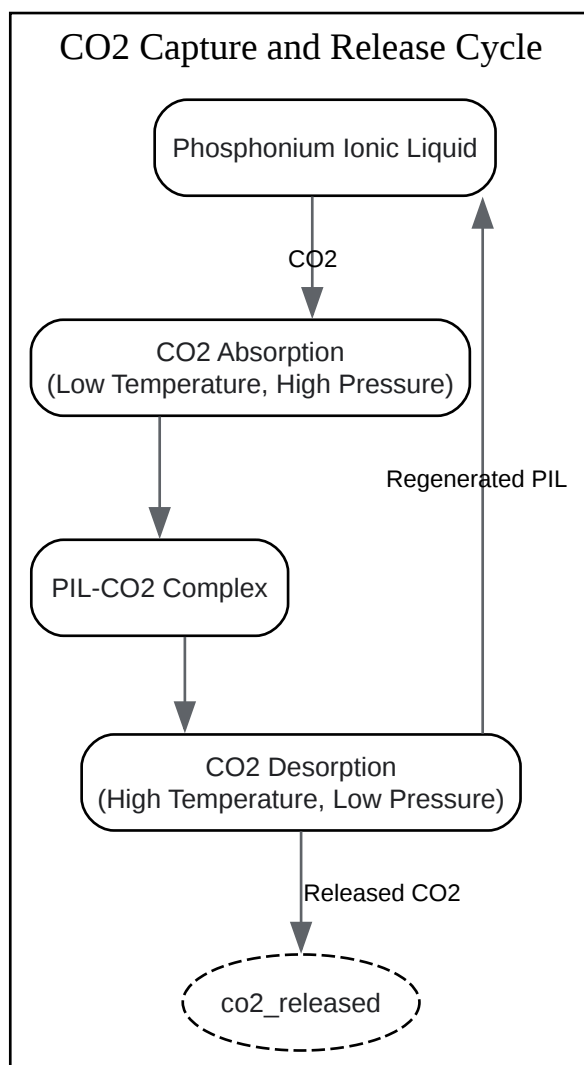 CO2 Capture and Release Cycle
Phosphonium Ionic Liquid
CO2
CO2 Absorption
(Low Temperature, High Pressure)
Regenerated PIL
PIL-CO2 Complex
CO2 Desorption
(High Temperature, Low Pressure)
Released CO2
co2_released